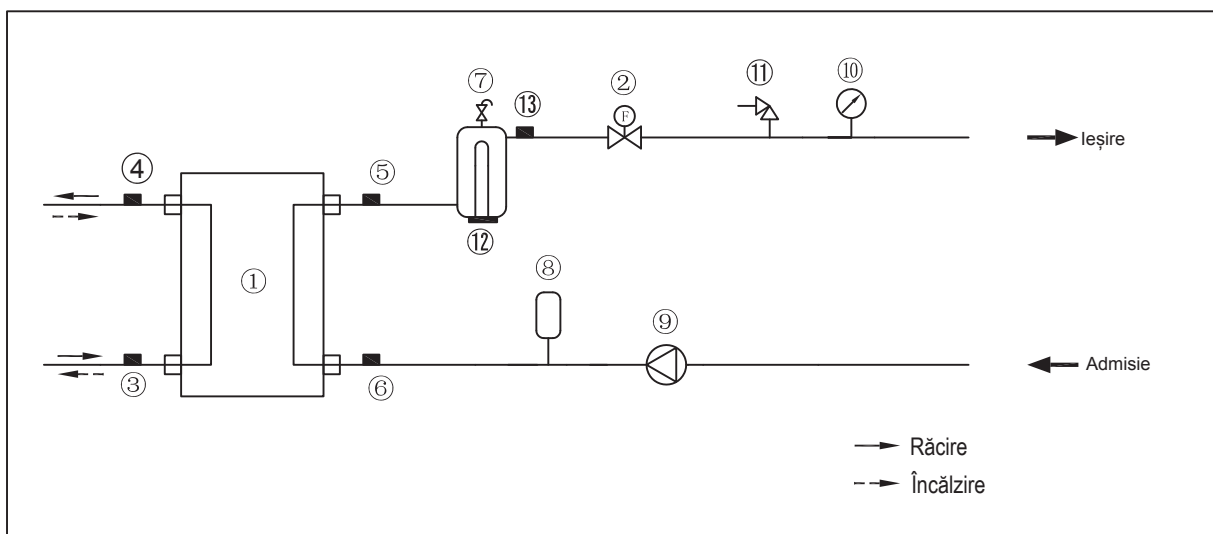 ⑦
⑬
②
F
⑪
⑩
Ieșire
④
⑤
⑫
①
⑧
⑨
③
⑥
Admisie
Răcire
Încălzire